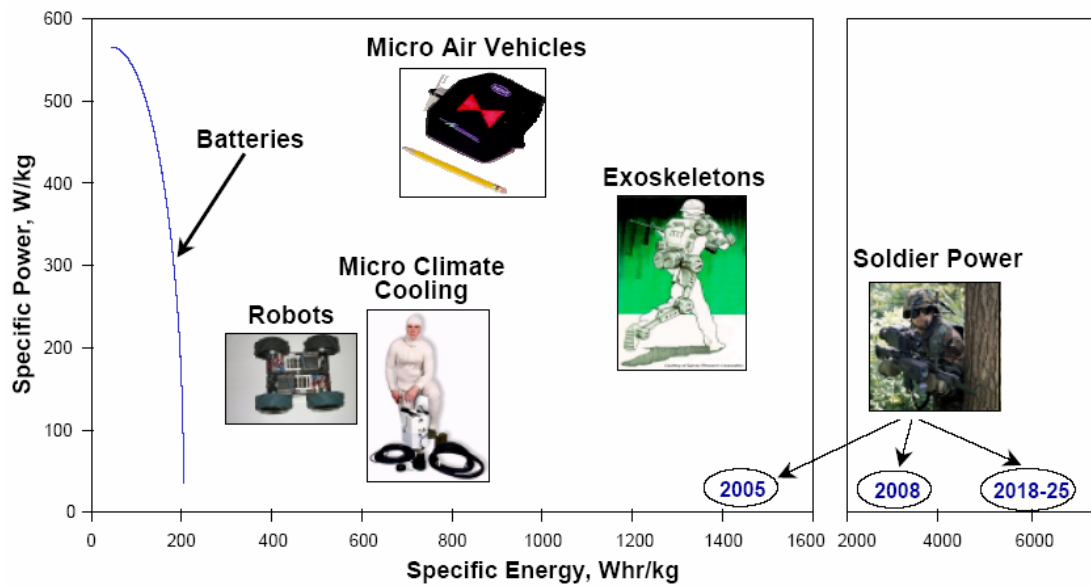 600
500
400
300
200
100
0
Specific Power, W/kg
Batteries
Micro Air Vehicles
Exoskeletons
Micro Climate
Cooling
Robots
Soldier Power
2005
2008
2018-25
0
200
400
600
800
1000
1200
1400
1600
2000
4000
6000
Specific Energy, Whr/kg